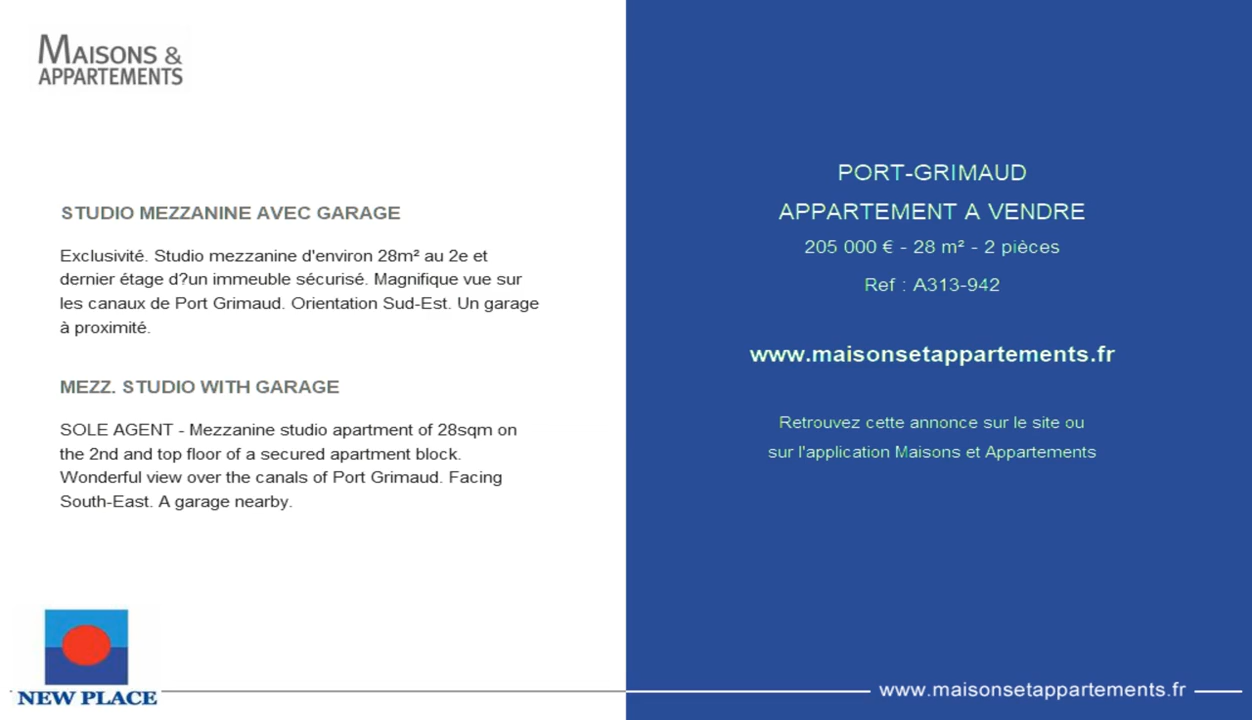 MAISONS &
APPARTEMENTS
STUDIO MEZZANINE AVEC GARAGE
Exclusivité. Studio mezzanine d'environ 28m² au 2e et
dernier étage d?un immeuble sécurisé. Magnifique vue sur
les canaux de Port Grimaud. Orientation Sud-Est. Un garage
à proximité.
MEZZ. STUDIO WITH GARAGE
SOLE AGENT - Mezzanine studio apartment of 28sqm on
the 2nd and top floor of a secured apartment block.
Wonderful view over the canals of Port Grimaud. Facing
South-East. A garage nearby.
NEW PLACE
PORT-GRIMAUD
APPARTEMENT A VENDRE
205 000 € - 28 m² - 2 pièces
Ref : A313-942
www.maisonsetappartements.fr
Retrouvez cette annonce sur le site ou
sur l'application Maisons et Appartements
www.maisonsetappartements.fr